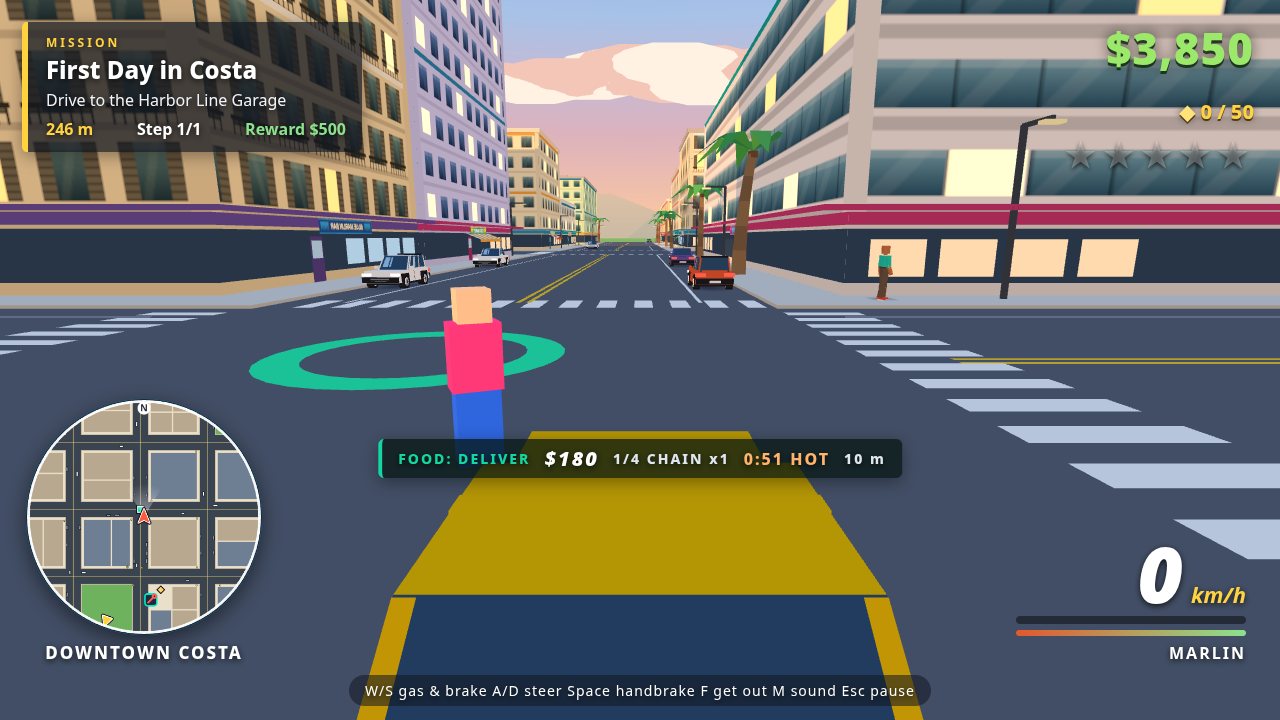 MISSION
First Day in Costa
Drive to the Harbor Line Garage
246 m Step 1/1 Reward $500
$3,850
◆ 0 / 50
N
FOOD: DELIVER $180 1/4 CHAIN x1 0:51 HOT 10 m
0 km/h
MARLIN
DOWNTOWN COSTA
W/S gas & brake A/D steer Space handbrake F get out M sound Esc pause